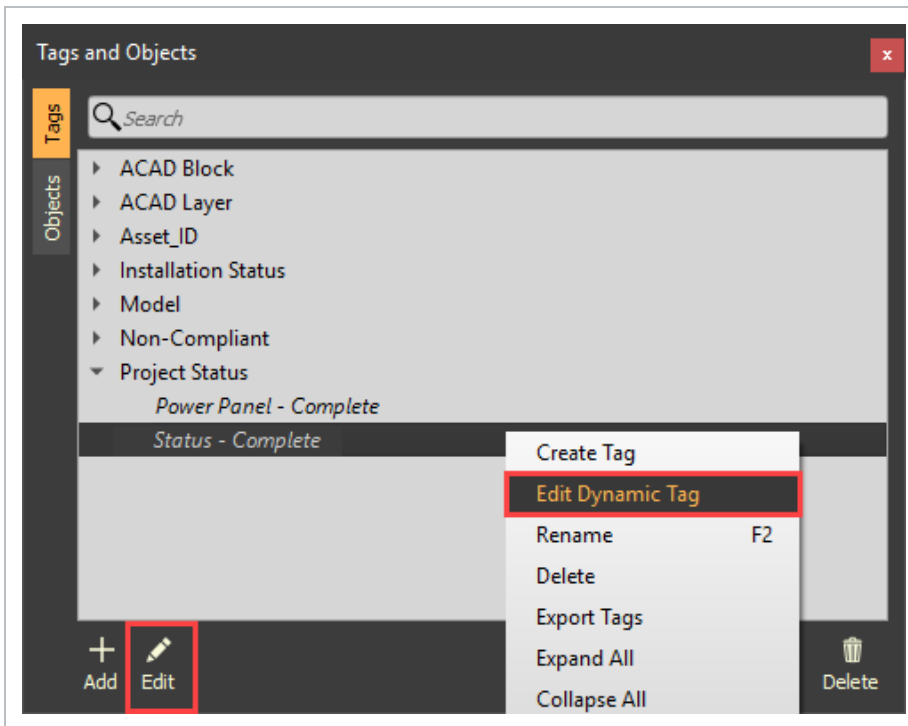 Tags and Objects
x
Tags
Objects
Search
ACAD Block
ACAD Layer
Asset_ID
Installation Status
Model
Non-Compliant
Project Status
Power Panel - Complete
Status - Complete
Create Tag
Edit Dynamic Tag
Rename F2
Delete
Export Tags
Expand All
Collapse All
Add
Edit
Delete